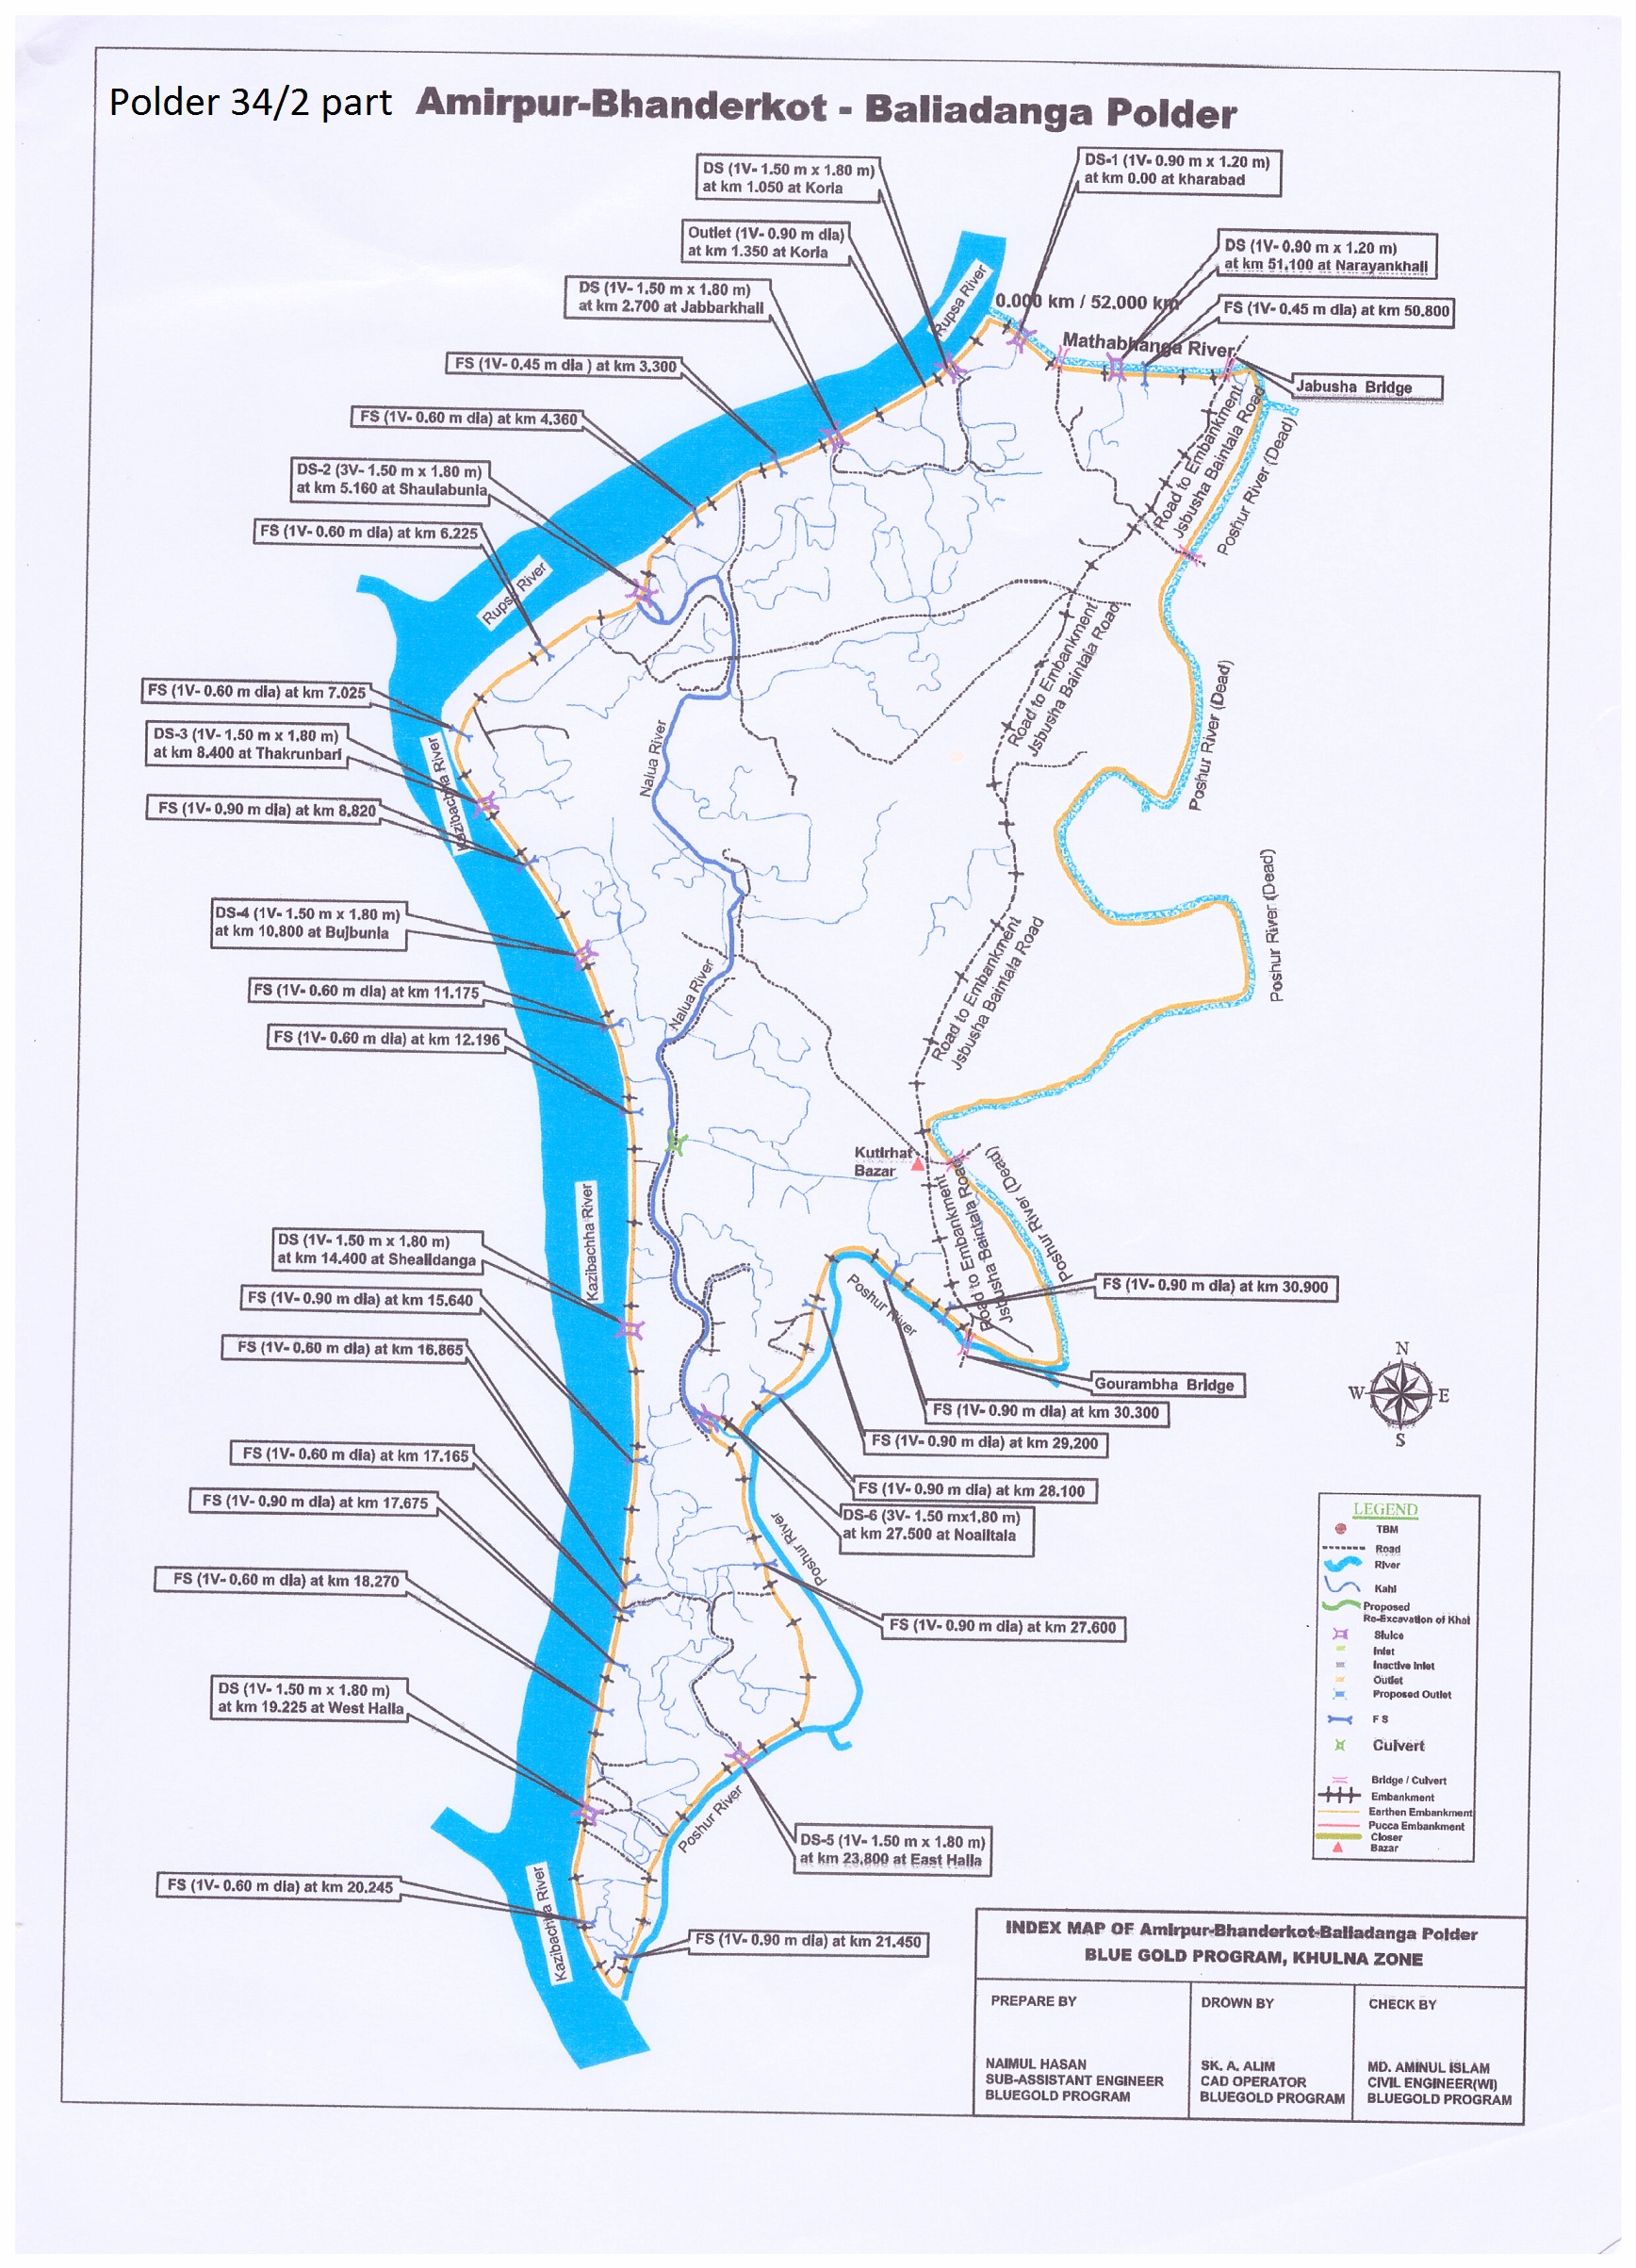 Polder 34/2 part Amirpur-Bhanderkot - Baliadanga Polder
DS (1V- 1.50 m x 1.80 m)
at km 1.050 at Korla
DS-1 (1V- 0.90 m x 1.20 m)
at km 0.00 at kharabad
Outlet (1V- 0.90 m dia)
at km 1.350 at Korla
DS (1V- 0.90 m x 1.20 m)
at km 51.100 at Narayankhali
DS (1V- 1.50 m x 1.80 m)
at km 2.700 at Jabbarkhali
Rupsa River
0.000 km / 52.000 km
FS (1V- 0.45 m dia) at km 50.800
Mathabhanga River
FS (1V- 0.45 m dia ) at km 3.300
Jabusha Bridge
FS (1V- 0.60 m dia) at km 4.360
DS-2 (3V- 1.50 m x 1.80 m)
at km 5.160 at Shaulabunia
Road to Embankment
Jsbusha Baintala Road
Poshur River (Dead)
FS (1V- 0.60 m dia) at km 6.225
Rupsa River
Road to Embankment
Jsbusha Baintala Road
FS (1V- 0.60 m dia) at km 7.025
DS-3 (1V- 1.50 m x 1.80 m)
at km 8.400 at Thakrunbari
Kazibachha River
Nalua River
Poshur River (Dead)
FS (1V- 0.90 m dia) at km 8.820
DS-4 (1V- 1.50 m x 1.80 m)
at km 10.800 at Bujbunia
Poshur River (Dead)
Nalua River
Road to Embankment
Jsbusha Baintala Road
FS (1V- 0.60 m dia) at km 11.175
FS (1V- 0.60 m dia) at km 12.196
Kutirhat
Bazar
Kazibachha River
Road to Embankment
Jsbusha Baintala Road
Poshur River (Dead)
DS (1V- 1.50 m x 1.80 m)
at km 14.400 at Shealidanga
FS (1V- 0.90 m dia) at km 15.640
Poshur River
FS (1V- 0.90 m dia) at km 30.900
FS (1V- 0.60 m dia) at km 16.865
Gourambha Bridge
FS (1V- 0.90 m dia) at km 30.300
FS (1V- 0.90 m dia) at km 29.200
FS (1V- 0.60 m dia) at km 17.165
FS (1V- 0.90 m dia) at km 28.100
FS (1V- 0.90 m dia) at km 17.675
DS-6 (3V- 1.50 mx1.80 m)
at km 27.500 at Noaltala
Poshur River
FS (1V- 0.60 m dia) at km 18.270
FS (1V- 0.90 m dia) at km 27.600
DS (1V- 1.50 m x 1.80 m)
at km 19.225 at West Halla
Poshur River
DS-5 (1V- 1.50 m x 1.80 m)
at km 23.800 at East Halla
FS (1V- 0.60 m dia) at km 20.245
Kazibachha River
FS (1V- 0.90 m dia) at km 21.450
N
W
E
S
LEGEND
TBM
Road
River
Kahl
Proposed
Re-Excavation of Khal
Sluice
Inlet
Inactive Inlet
Outlet
Proposed Outlet
F S
Culvert
Bridge / Culvert
Embankment
Earthen Embankment
Pucca Embankment
Closer
Bazar
INDEX MAP OF Amirpur-Bhanderkot-Baliadanga Polder
BLUE GOLD PROGRAM, KHULNA ZONE
PREPARE BY
NAIMUL HASAN
SUB-ASSISTANT ENGINEER
BLUEGOLD PROGRAM
DROWN BY
SK. A. ALIM
CAD OPERATOR
BLUEGOLD PROGRAM
CHECK BY
MD. AMINUL ISLAM
CIVIL ENGINEER(WI)
BLUEGOLD PROGRAM